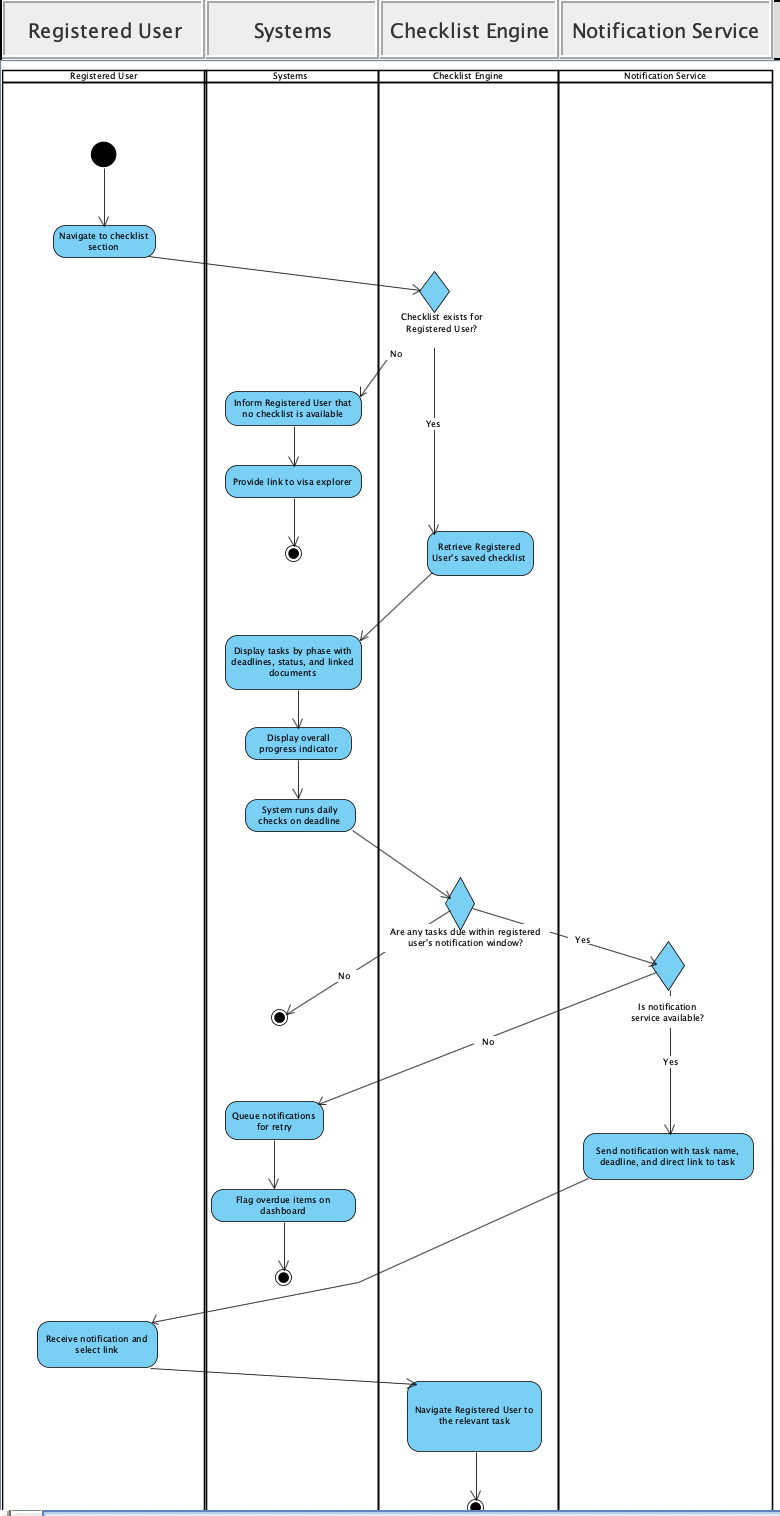 Registered User
Systems
Checklist Engine
Notification Service
Registered User
Systems
Checklist Engine
Notification Service
Navigate to checklist
section
Checklist exists for
Registered User?
No
Inform Registered User that
no checklist is available
Yes
Provide link to visa explorer
Retrieve Registered
User's saved checklist
Display tasks by phase with
deadlines, status, and linked
documents
Display overall
progress indicator
System runs daily
checks on deadline
Are any tasks due within registered
user's notification window?
Yes
No
Is notification
service available?
No
Yes
Queue notifications
for retry
Send notification with task name,
deadline, and direct link to task
Flag overdue items on
dashboard
Receive notification and
select link
Navigate Registered User to
the relevant task